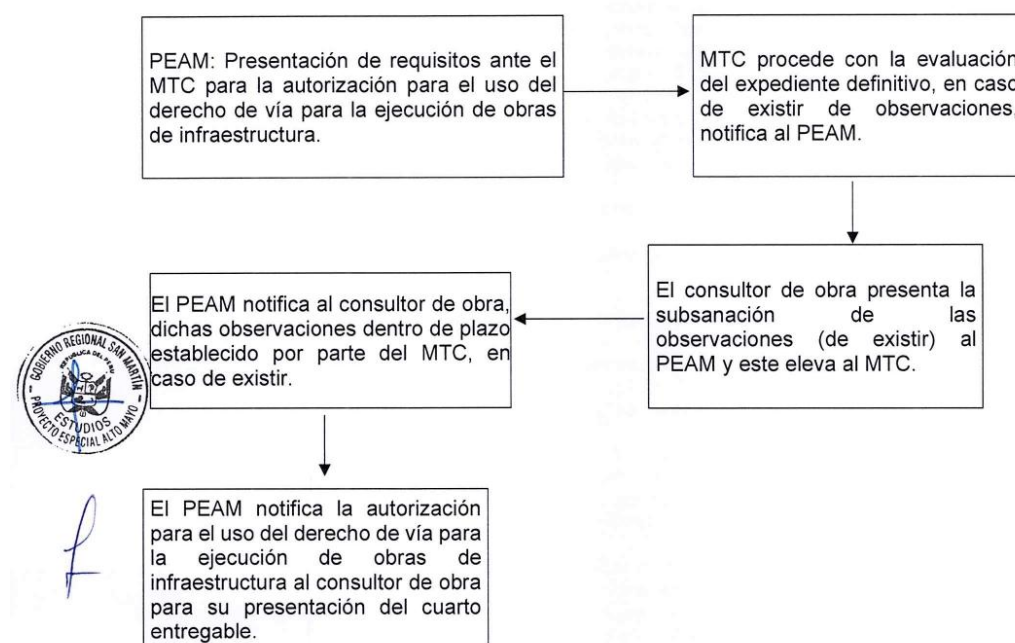 PEAM: Presentación de requisitos ante el
MTC para la autorización para el uso del
derecho de vía para la ejecución de obras
de infraestructura.
MTC procede con la evaluación
del expediente definitivo, en caso
de existir de observaciones,
notifica al PEAM.
El consultor de obra presenta la
subsanación de las
observaciones (de existir) al
PEAM y este eleva al MTC.
El PEAM notifica al consultor de obra,
dichas observaciones dentro de plazo
establecido por parte del MTC, en
caso de existir.
GOBIERNO REGIONAL SAN MARTÍN
REPUBLICA DEL PERU
ESTUDIOS
PROYECTO ESPECIAL ALTO MAYO
El PEAM notifica la autorización
para el uso del derecho de vía para
la ejecución de obras de
infraestructura al consultor de obra
para su presentación del cuarto
entregable.